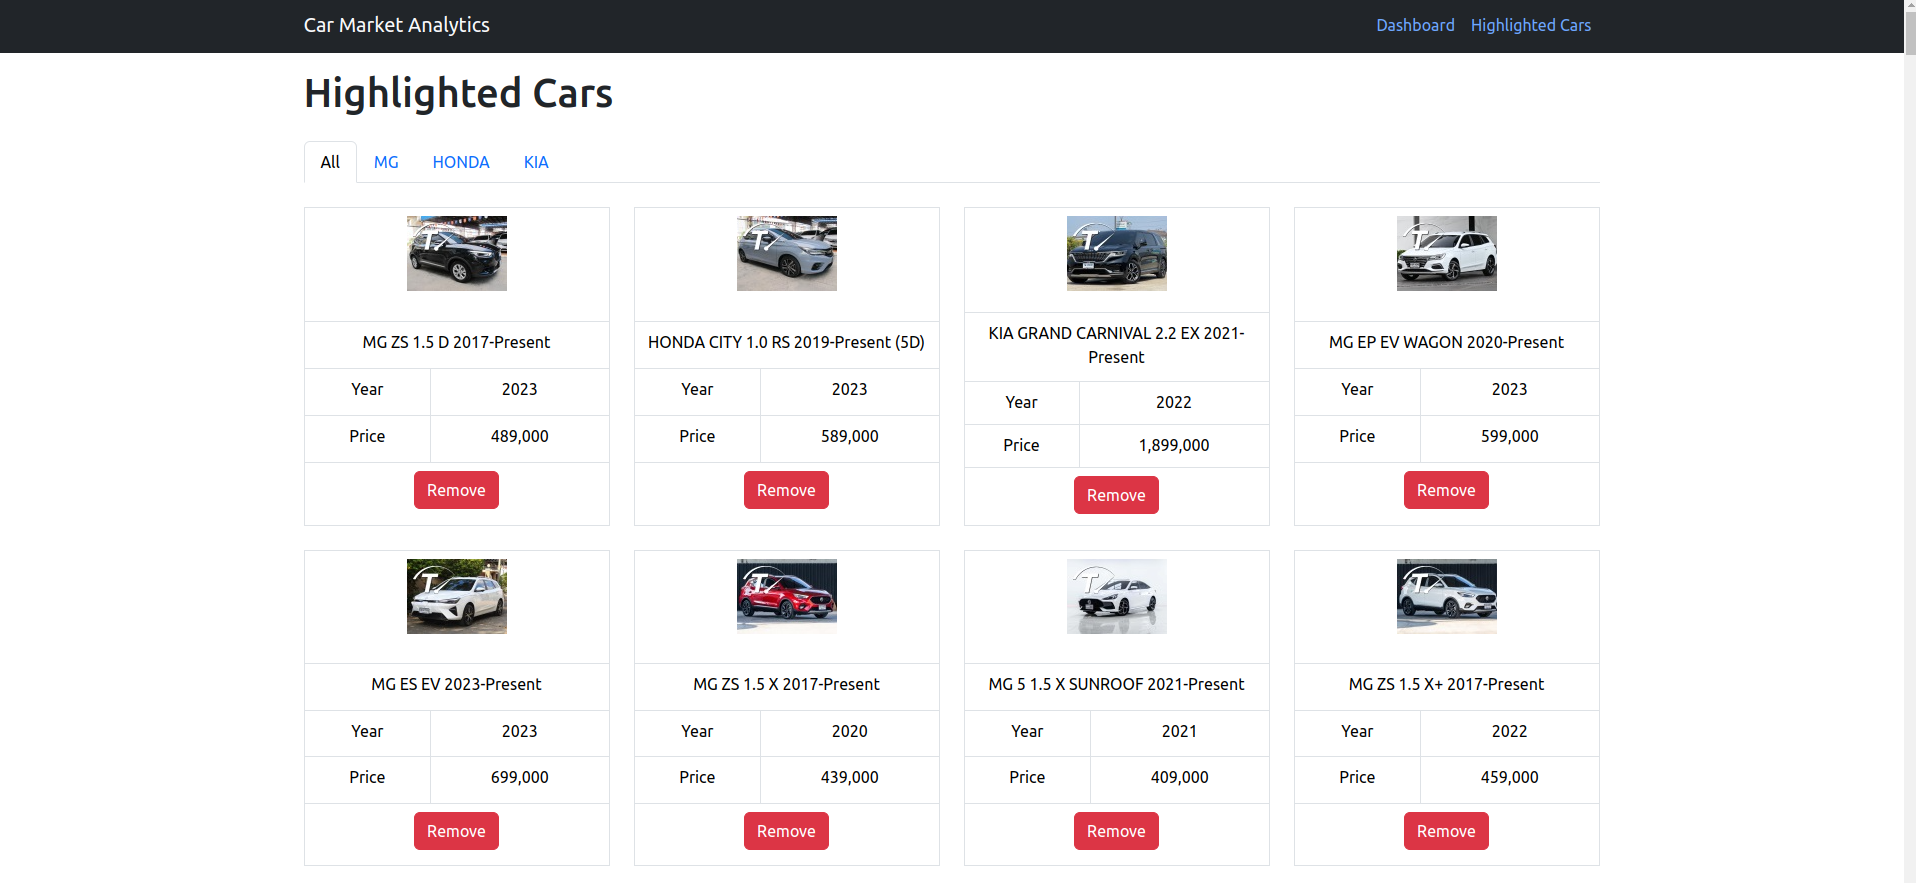 Car Market Analytics
Dashboard
Highlighted Cars
Highlighted Cars
All
MG
HONDA
KIA
T
MG ZS 1.5 D 2017-Present
Year
2023
Price
489,000
Remove
T
HONDA CITY 1.0 RS 2019-Present (5D)
Year
2023
Price
589,000
Remove
T
KIA GRAND CARNIVAL 2.2 EX 2021-
Present
Year
2022
Price
1,899,000
Remove
T
MG EP EV WAGON 2020-Present
Year
2023
Price
599,000
Remove
T
MG ES EV 2023-Present
Year
2023
Price
699,000
Remove
T
MG ZS 1.5 X 2017-Present
Year
2020
Price
439,000
Remove
T
MG 5 1.5 X SUNROOF 2021-Present
Year
2021
Price
409,000
Remove
T
MG ZS 1.5 X+ 2017-Present
Year
2022
Price
459,000
Remove